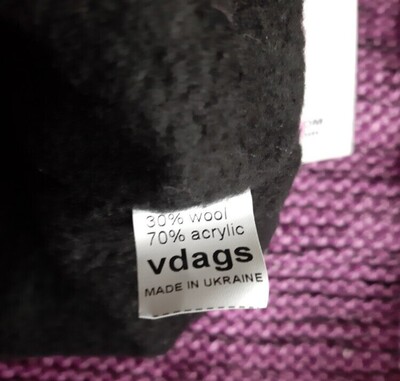 30% wool
70% acrylic
vdags
MADE IN UKRAINE